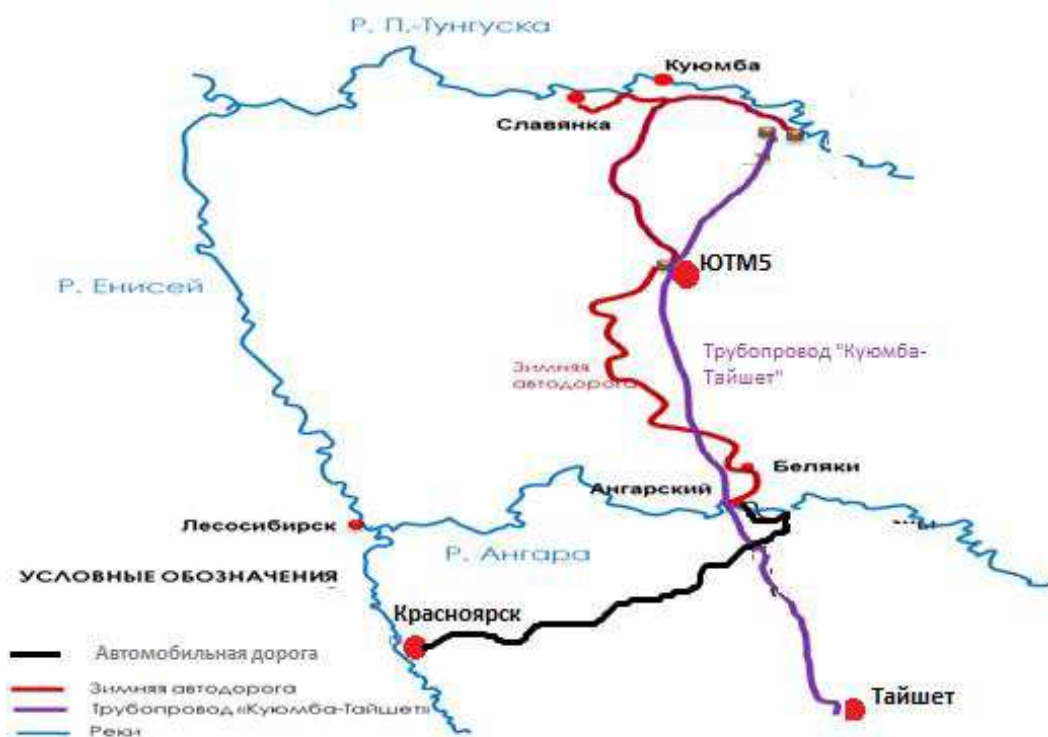 Р. П.-Тунгуска
Куюмба
Славянка
ЮТМ5
Р. Енисей
Трубопровод "Куюмба-
Тайшет"
Зимняя
автодорога
Беляки
Ангарский
Лесосибирск
Р. Ангара
УСЛОВНЫЕ ОБОЗНАЧЕНИЯ
Красноярск
Автомобильная дорога
Зимняя автодорога
Тайшет
Трубопровод «Куюмба-Тайшет»
Реки